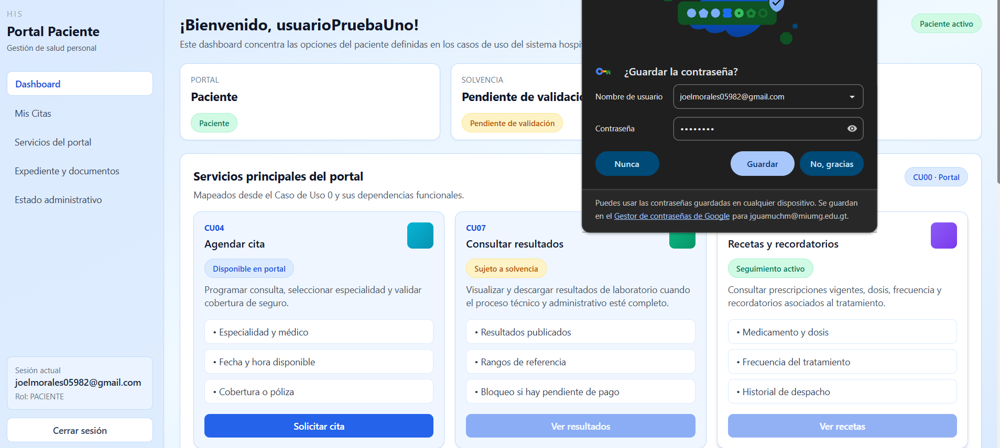 HIS
Portal Paciente
Gestión de salud personal
Dashboard
Mis Citas
Servicios del portal
Expediente y documentos
Estado administrativo
Sesión actual
joelmorales05982@gmail.com
Rol: PACIENTE
Cerrar sesión
¡Bienvenido, usuarioPruebaUno!
Este dashboard concentra las opciones del paciente definidas en los casos de uso del sistema
Paciente activo
PORTAL
Paciente
Paciente
SOLVENCIA
Pendiente de
Pendiente de validación
¿Guardar la contraseña?
Nombre de usuario
joelmorales05982@gmail.com
Contraseña
••••••••
Nunca
Guardar
No, gracias
Puedes usar las contraseñas guardadas en cualquier dispositivo. Se guardan
en el Gestor de contraseñas de Google para jguamuchm@miumg.edu.gt.
Servicios principales del portal
Mapeados desde el Caso de Uso 0 y sus dependencias funcionales.
CU00 · Portal
CU04
Agendar cita
Disponible en portal
Programar consulta, seleccionar especialidad y validar
cobertura de seguro.
• Especialidad y médico
• Fecha y hora disponible
• Cobertura o póliza
Solicitar cita
CU07
Consultar resultados
Sujeto a solvencia
Visualizar y descargar resultados de laboratorio cuando
el proceso técnico y administrativo esté completo.
• Resultados publicados
• Rangos de referencia
• Bloqueo si hay pendiente de pago
Ver resultados
Recetas y recordatorios
Seguimiento activo
Consultar prescripciones vigentes, dosis, frecuencia y
recordatorios asociados al tratamiento.
• Medicamento y dosis
• Frecuencia del tratamiento
• Historial de despacho
Ver recetas